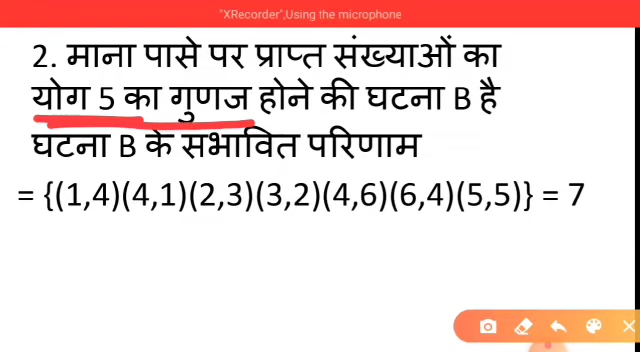 "XRecorder",Using the microphone
2. माना पासे पर प्राप्त संख्याओं का
योग 5 का गुणज होने की घटना B है
घटना B के सभावित परिणाम
= {(1,4)(4,1)(2,3)(3,2)(4,6)(6,4)(5,5)} = 7